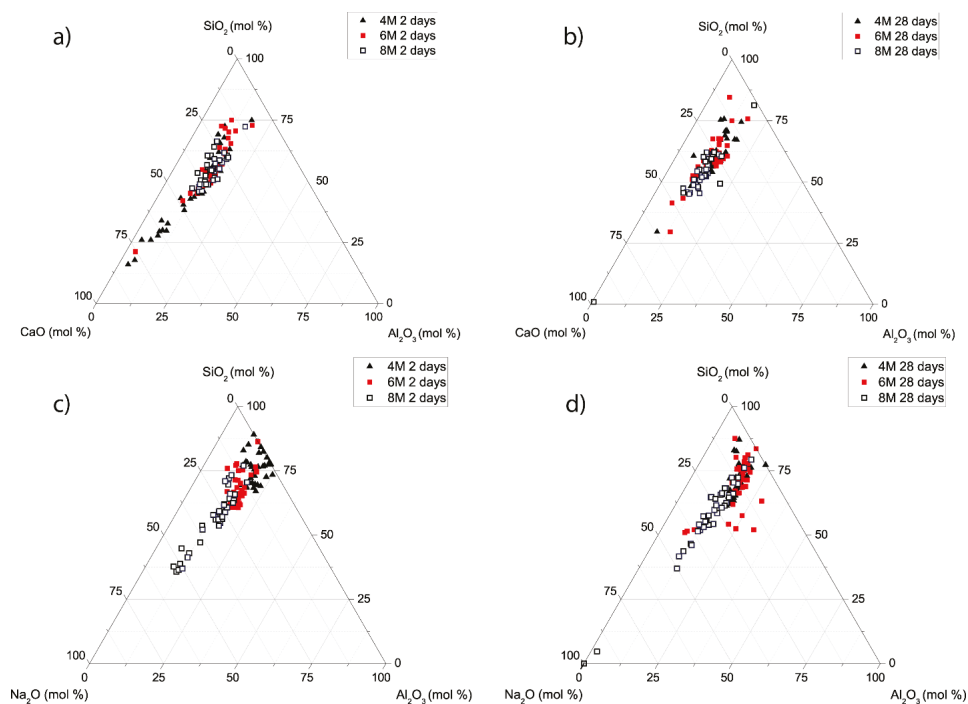 a)
SiO₂ (mol %)
4M 2 days
6M 2 days
8M 2 days
0 100
25 75
50 50
75 25
100 0
0 25 50 75 100
CaO (mol %) Al₂O₃ (mol %)
b)
SiO₂ (mol %)
4M 28 days
6M 28 days
8M 28 days
0 100
25 75
50 50
75 25
100 0
0 25 50 75 100
CaO (mol %) Al₂O₃ (mol %)
c)
SiO₂ (mol %)
4M 2 days
6M 2 days
8M 2 days
0 100
25 75
50 50
75 25
100 0
0 25 50 75 100
Na₂O (mol %) Al₂O₃ (mol %)
d)
SiO₂ (mol %)
4M 28 days
6M 28 days
8M 28 days
0 100
25 75
50 50
75 25
100 0
0 25 50 75 100
Na₂O (mol %) Al₂O₃ (mol %)